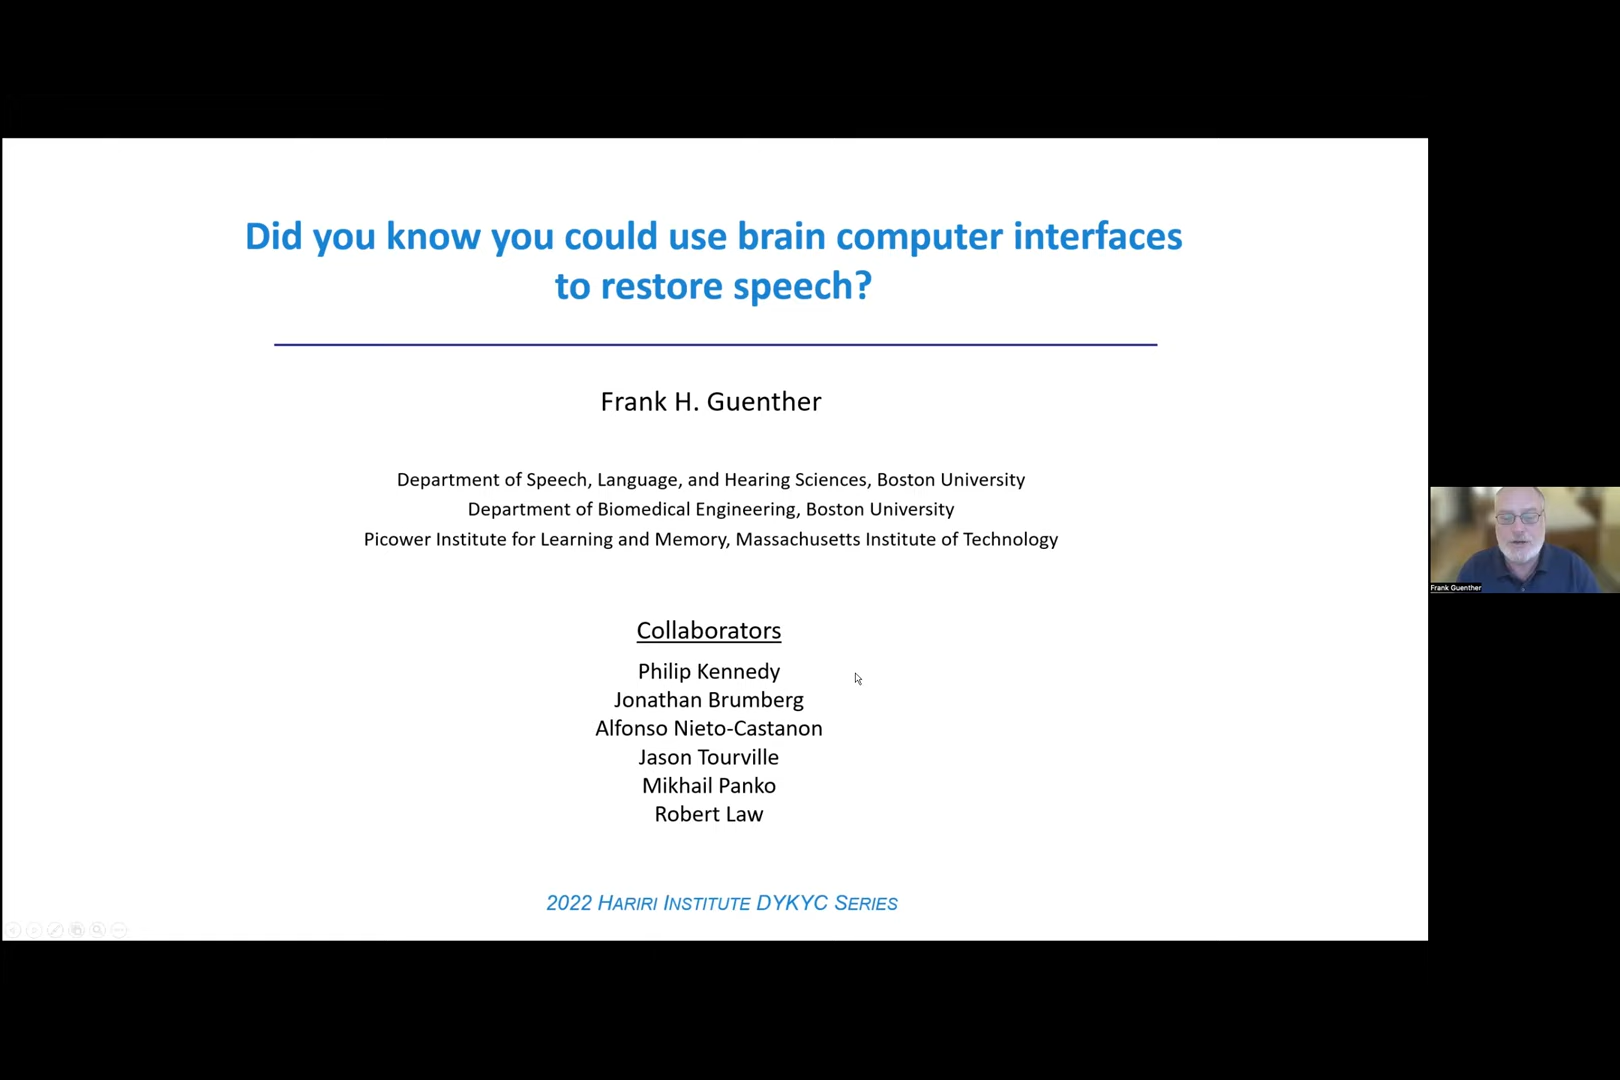 Did you know you could use brain computer interfaces
to restore speech?
Frank H. Guenther
Department of Speech, Language, and Hearing Sciences, Boston University
Department of Biomedical Engineering, Boston University
Picower Institute for Learning and Memory, Massachusetts Institute of Technology
Collaborators
Philip Kennedy
Jonathan Brumberg
Alfonso Nieto-Castanon
Jason Tourville
Mikhail Panko
Robert Law
2022 HARIRI INSTITUTE DYKYC SERIES
Frank Guenther